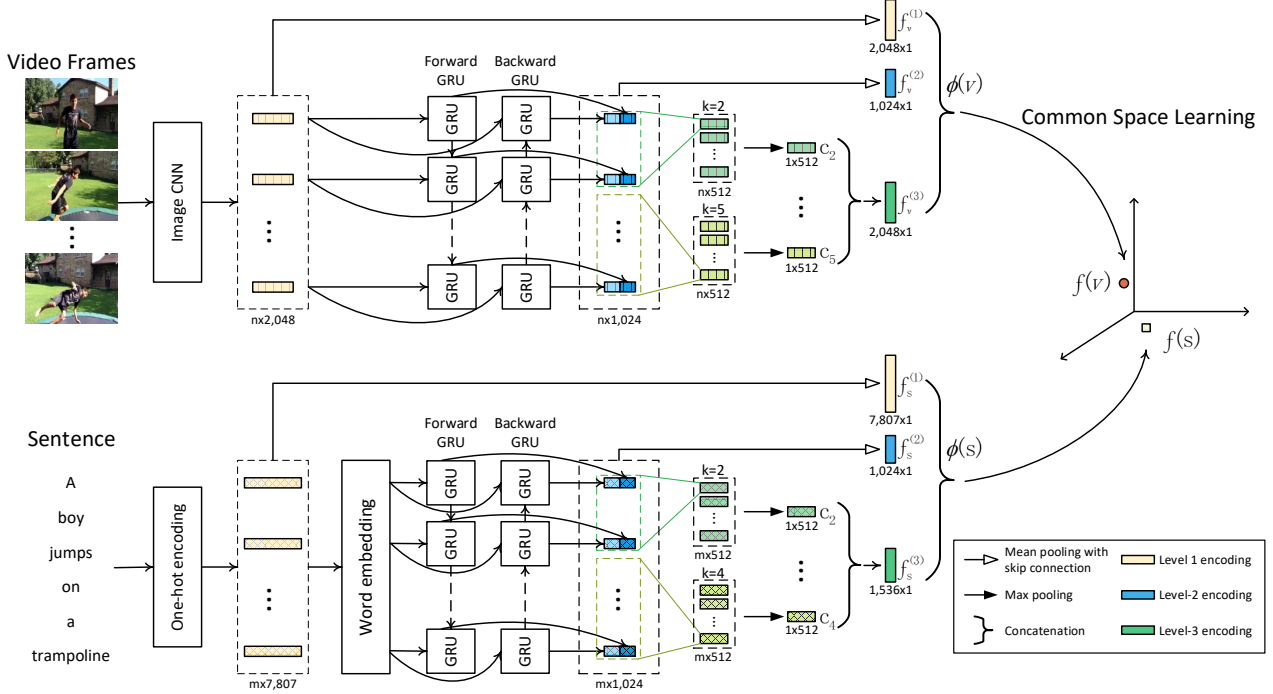 Video Frames
Image CNN
nx2,048
Forward
GRU
Backward
GRU
GRU
GRU
GRU
GRU
GRU
GRU
nx1,024
k=2
nx512
k=5
nx512
1x512
c₂
1x512
c₅
f_v^(1)
2,048x1
f_v^(2)
1,024x1
f_v^(3)
2,048x1
ϕ(v)
Common Space Learning
f(v)
f(s)
Sentence
A
boy
jumps
on
a
trampoline
One-hot encoding
mx7,807
Word embedding
Forward
GRU
Backward
GRU
GRU
GRU
GRU
GRU
GRU
GRU
mx1,024
k=2
mx512
k=4
mx512
1x512
c₂
1x512
c₄
f_s^(1)
7,807x1
f_s^(2)
1,024x1
f_s^(3)
1,536x1
ϕ(s)
Mean pooling with
skip connection
Max pooling
Concatenation
Level 1 encoding
Level-2 encoding
Level-3 encoding